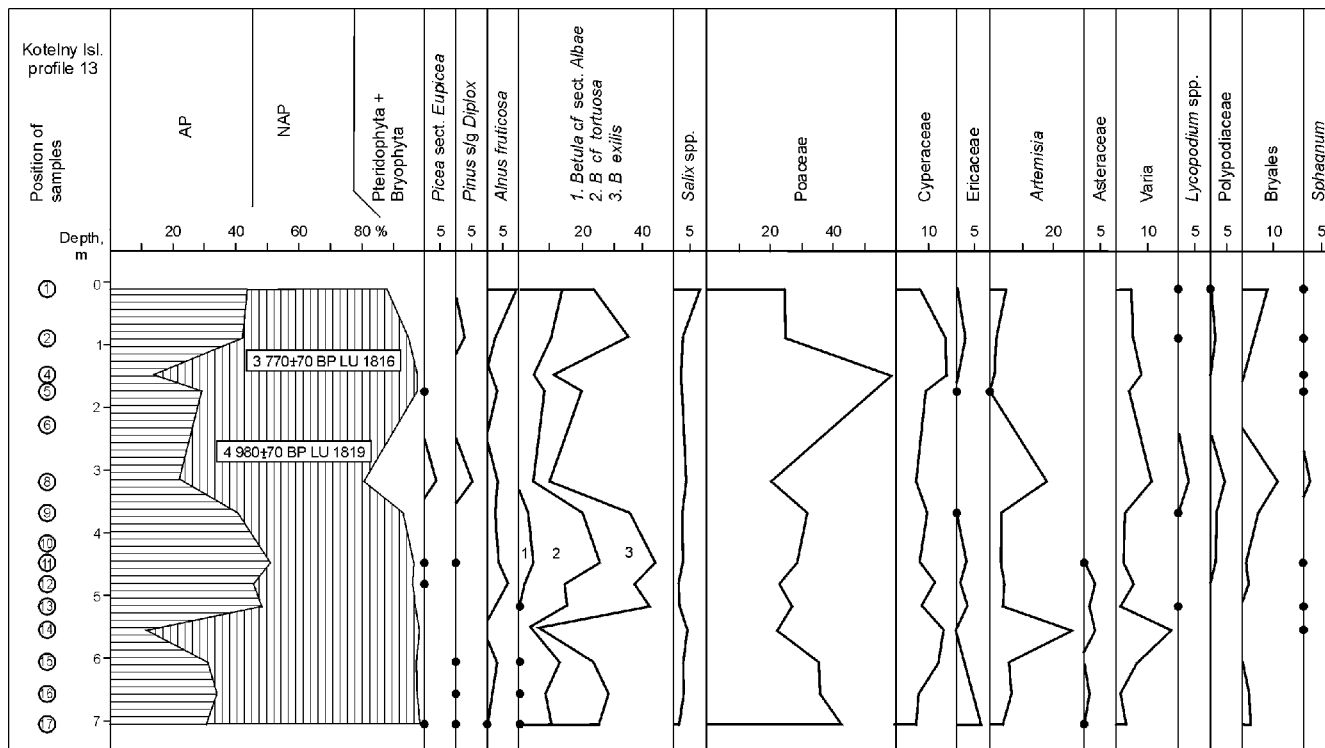 Kotelny Isl.
profile 13
Position of
samples
Depth,
m
AP
NAP
Pteridophyta +
Bryophyta
Picea sect. Eupicea
Pinus s/g Diplox
Alnus fruticosa
1. Betula cf sect. Albae
2. B cf tortuosa
3. B exilis
Salix spp.
Poaceae
Cyperaceae
Ericaceae
Artemisia
Asteraceae
Varia
Lycopodium spp.
Polypodiaceae
Bryales
Sphagnum
20 40 60 80 % 5 5 5 20 40 5 20 40 10 5 20 5 10 5 5 10 5
0
1
2
1
3 770±70 BP LU 1816
4
5
2
6
4 980±70 BP LU 1819
3
8
9
4
10
11
1 2 3
12
5
13
14
6
15
16
7
17